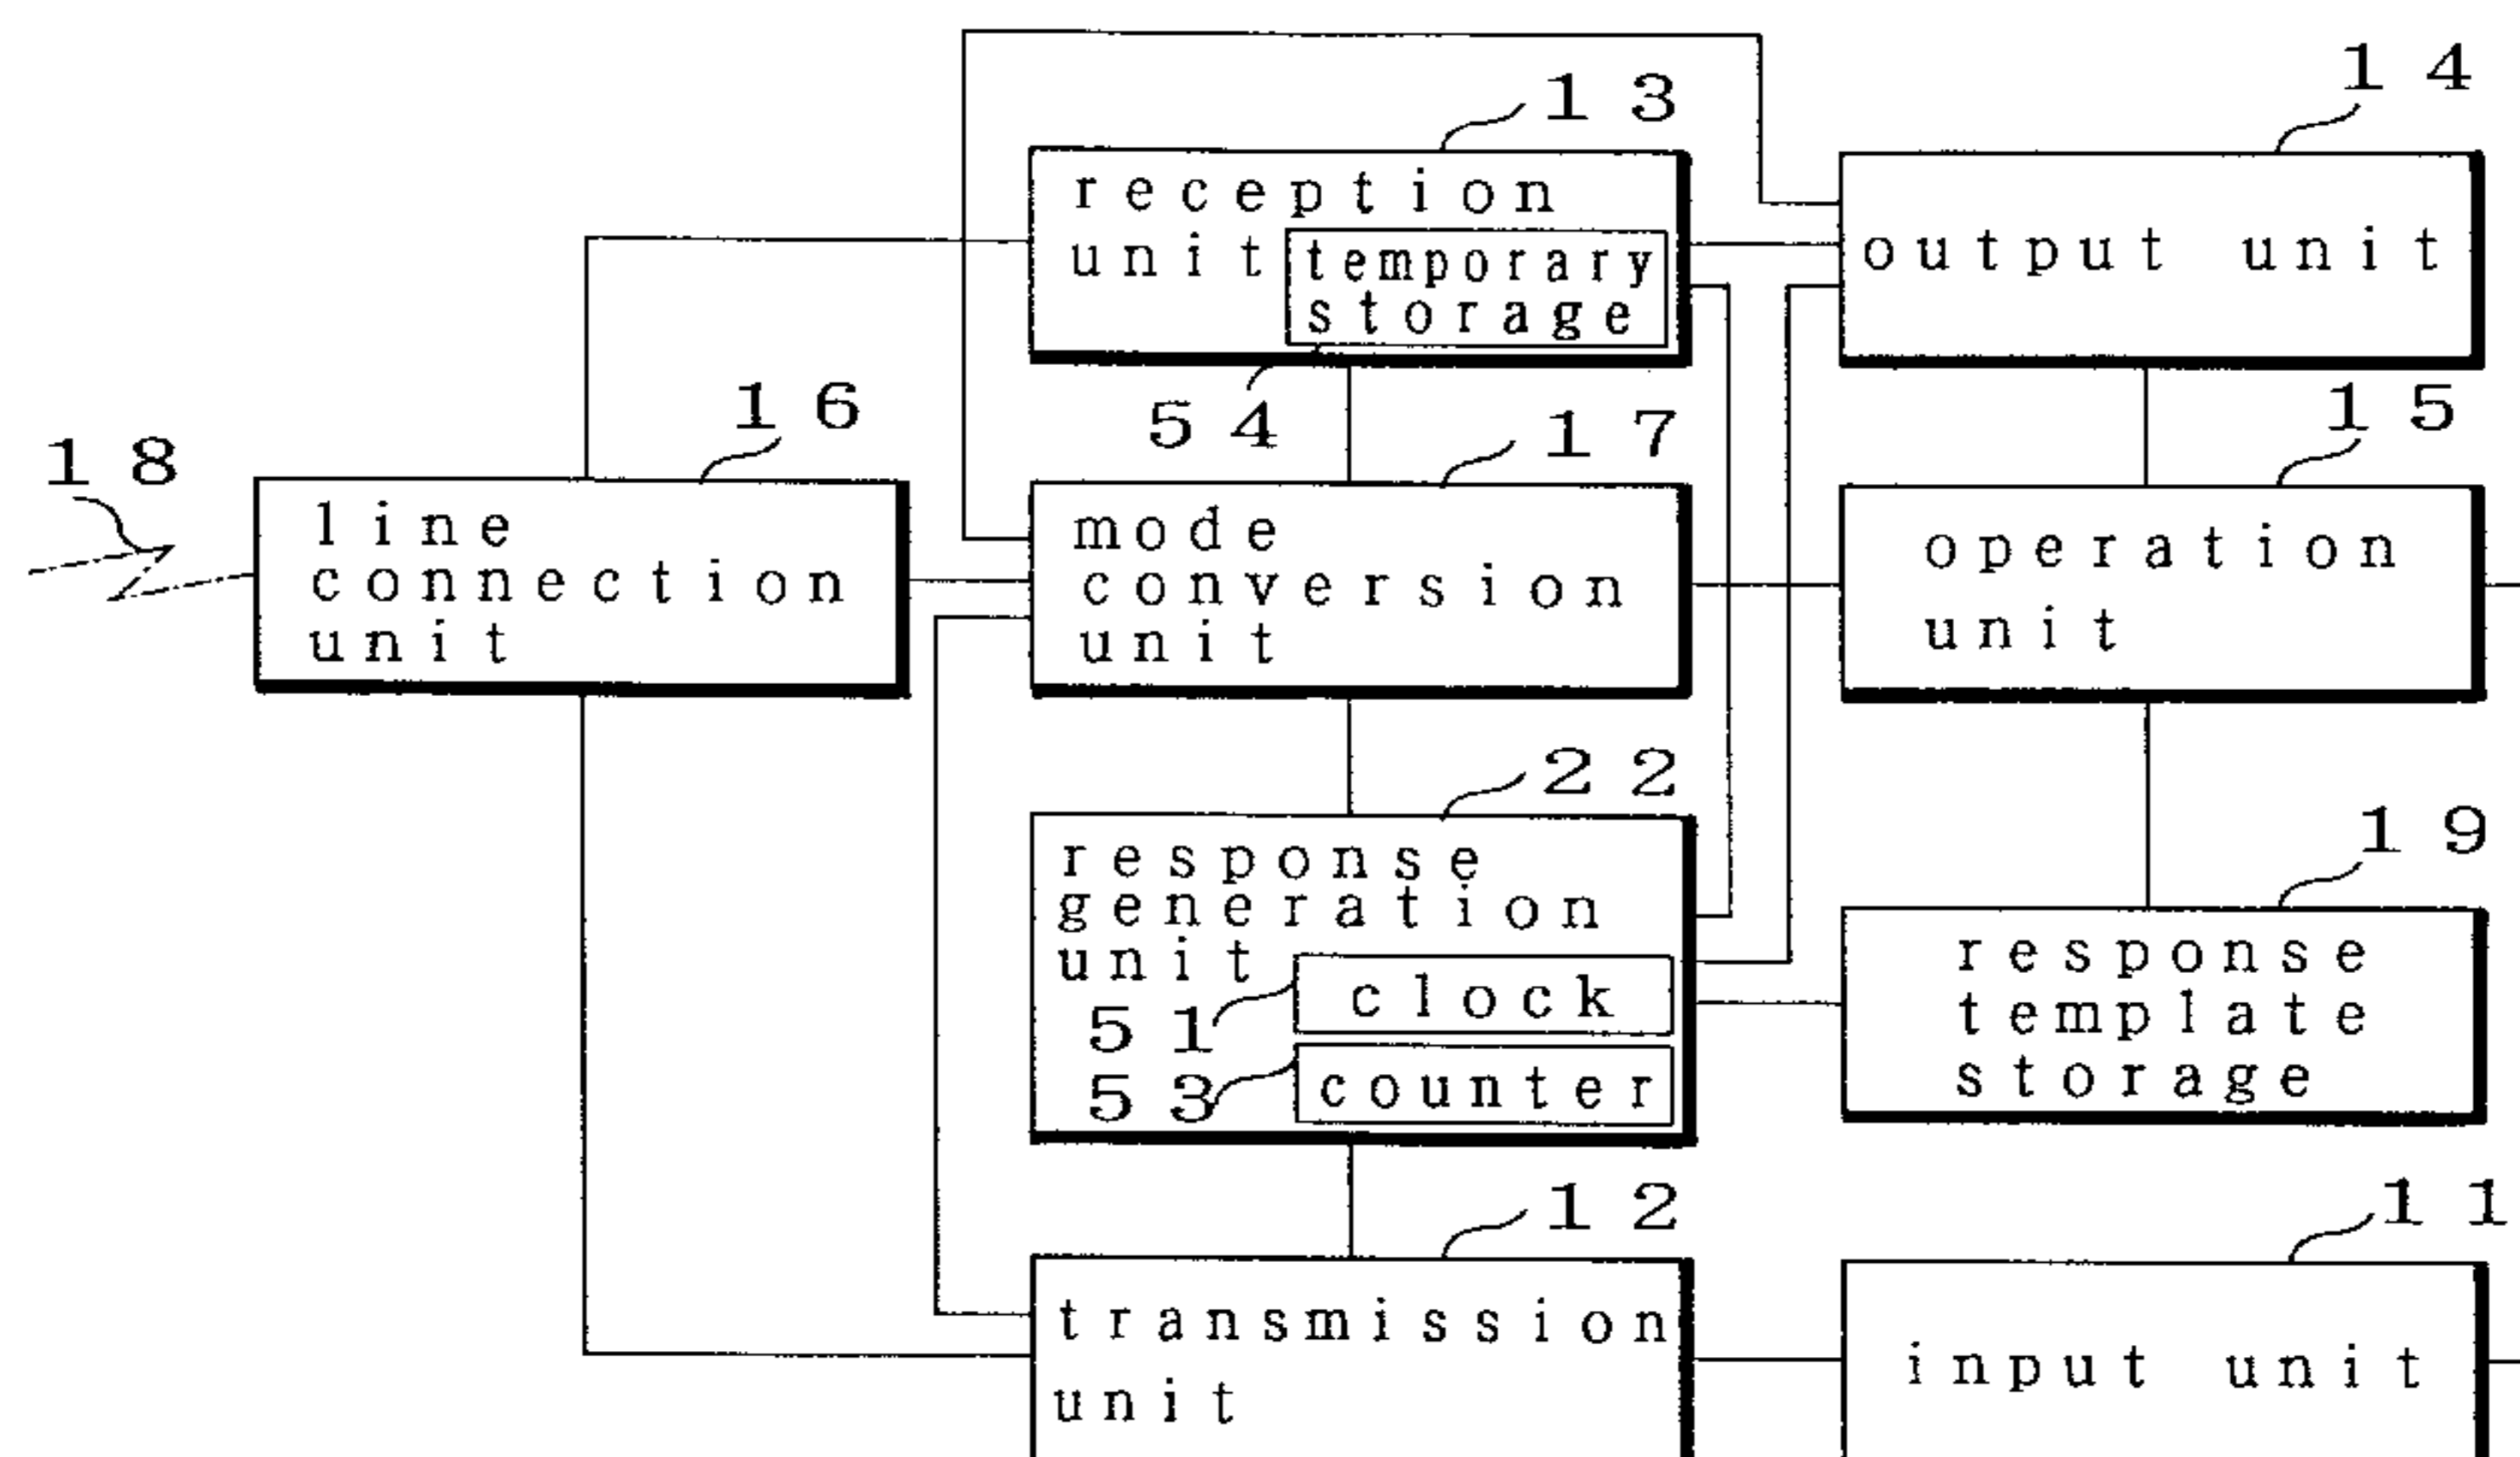 13
14
reception
unit
temporary
storage
output unit
54
16
17
15
18
line
connection
unit
mode
conversion
unit
operation
unit
22
19
response
generation
unit
51
clock
53
counter
response
template
storage
12
11
transmission
unit
input unit